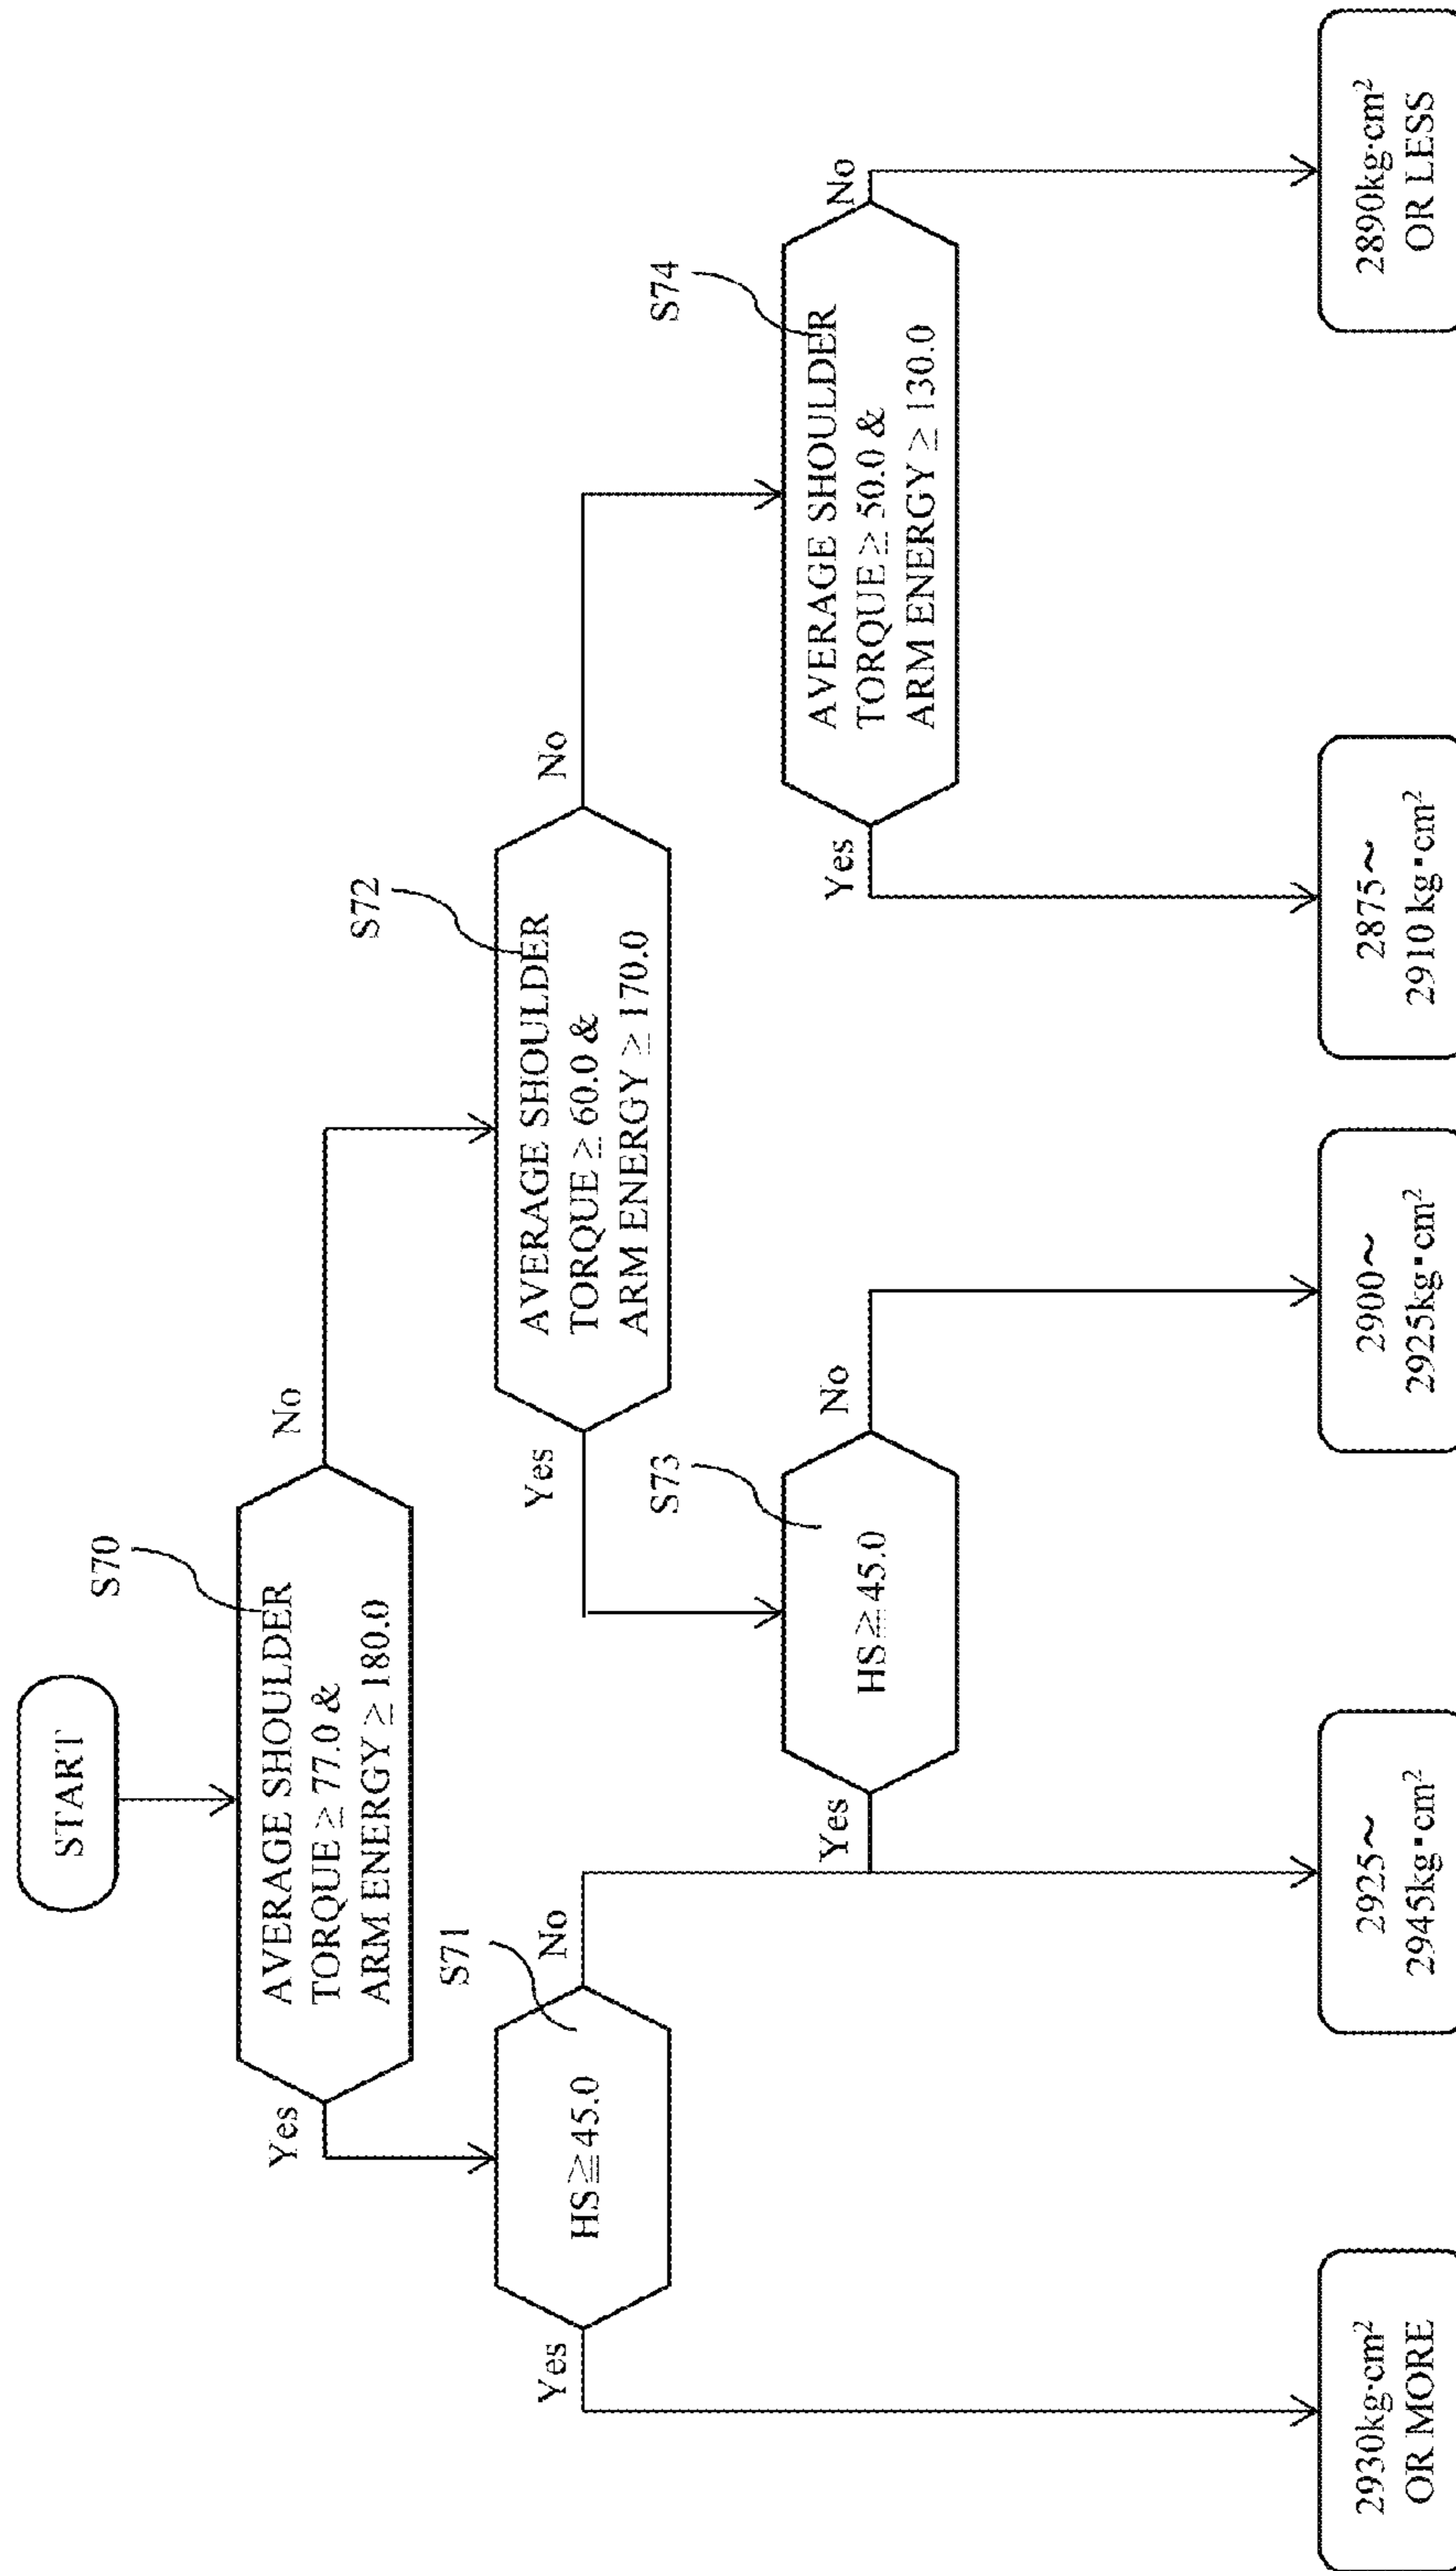 START
S70
AVERAGE SHOULDER
TORQUE ≧ 77.0 &
ARM ENERGY ≧ 180.0
Yes
No
S71
HS≧45.0
Yes
No
S72
AVERAGE SHOULDER
TORQUE ≧ 60.0 &
ARM ENERGY ≧ 170.0
Yes
No
S73
HS≧45.0
Yes
No
S74
AVERAGE SHOULDER
TORQUE ≧ 50.0 &
ARM ENERGY ≧ 130.0
Yes
No
2930kg·cm²
OR MORE
2925~
2945kg·cm²
2900~
2925kg·cm²
2875~
2910 kg·cm²
2890kg·cm²
OR LESS